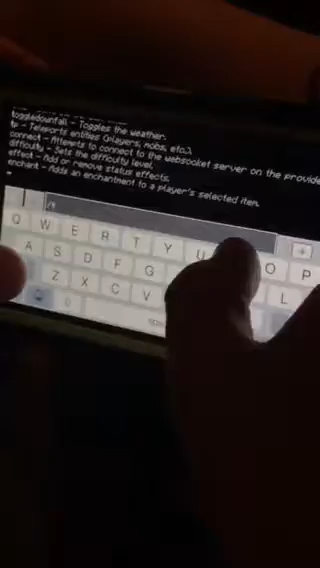 toggledownfall - Toggles the weather.
tp - Teleports entities (players, mobs, etc.).
connect - Attempts to connect to the websocket server on the provide
difficulty - Sets the difficulty level.
effect - Add or remove status effects.
enchant - Adds an enchantment to a player's selected item.
Q W E R T Y U O P
A S D F G L
Z X C V